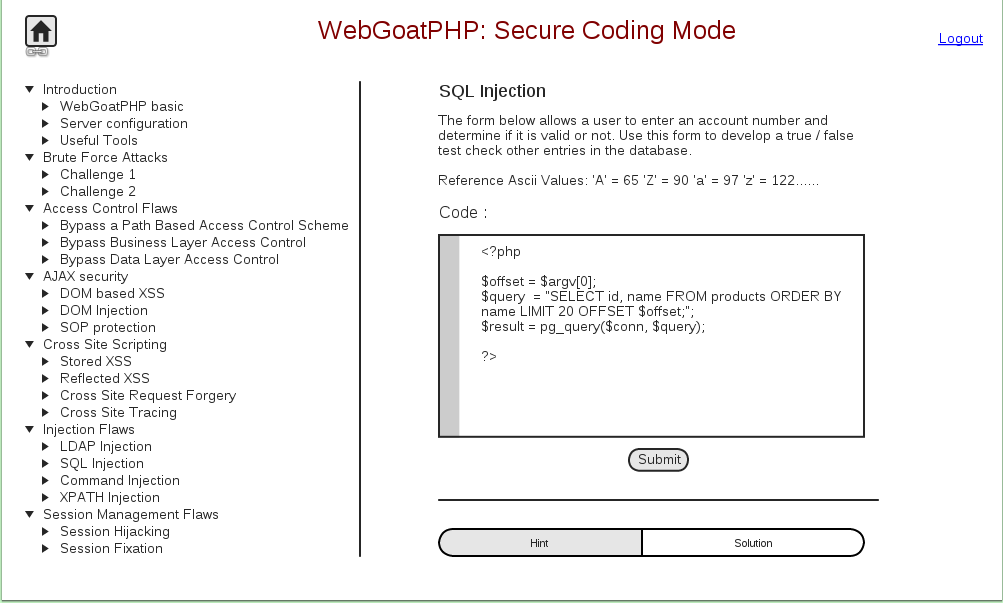 WebGoatPHP: Secure Coding Mode
Logout
Introduction
WebGoatPHP basic
Server configuration
Useful Tools
Brute Force Attacks
Challenge 1
Challenge 2
Access Control Flaws
Bypass a Path Based Access Control Scheme
Bypass Business Layer Access Control
Bypass Data Layer Access Control
AJAX security
DOM based XSS
DOM Injection
SOP protection
Cross Site Scripting
Stored XSS
Reflected XSS
Cross Site Request Forgery
Cross Site Tracing
Injection Flaws
LDAP Injection
SQL Injection
Command Injection
XPATH Injection
Session Management Flaws
Session Hijacking
Session Fixation
SQL Injection
The form below allows a user to enter an account number and
determine if it is valid or not. Use this form to develop a true / false
test check other entries in the database.
Reference Ascii Values: 'A' = 65 'Z' = 90 'a' = 97 'z' = 122......
Code :
<?php
$offset = $argv[0];
$query  = "SELECT id, name FROM products ORDER BY
name LIMIT 20 OFFSET $offset;";
$result = pg_query($conn, $query);
?>
Submit
Hint
Solution